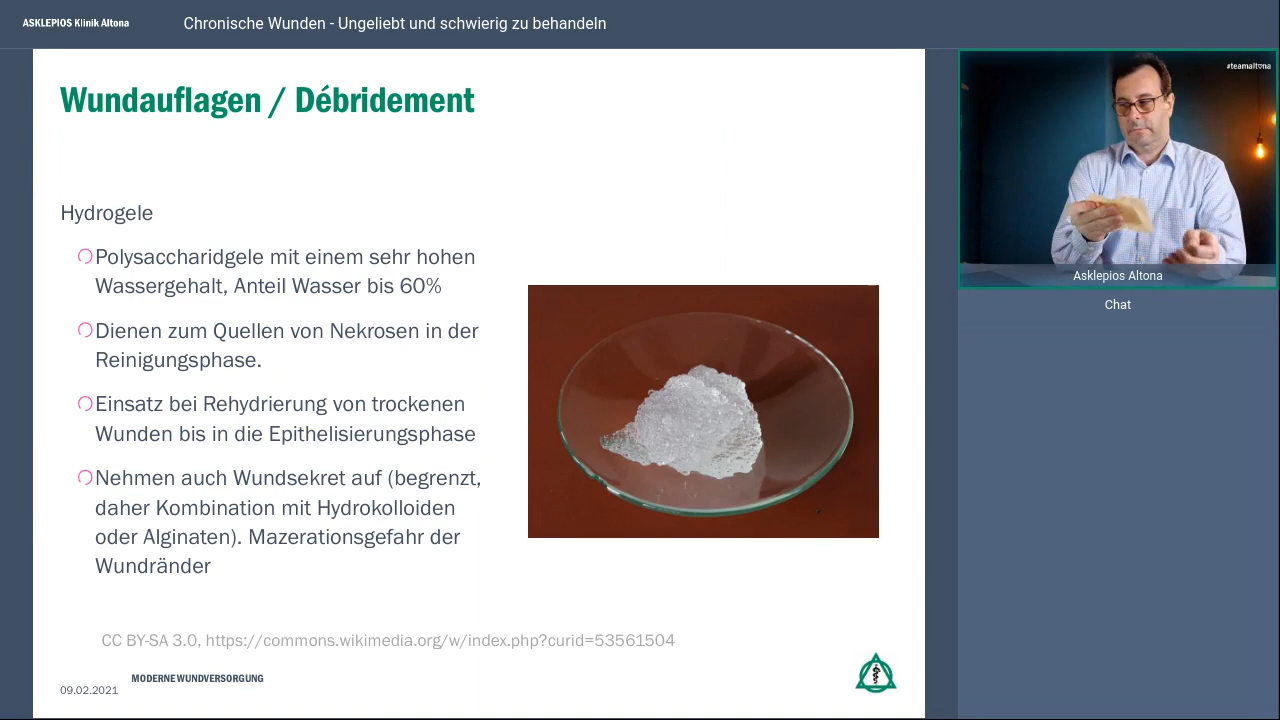 ASKLEPIOS Klinik Altona
Chronische Wunden - Ungeliebt und schwierig zu behandeln
#teamaltona
Wundauflagen / Débridement
Hydrogele
Polysaccharidgele mit einem sehr hohen
Wassergehalt, Anteil Wasser bis 60%
Dienen zum Quellen von Nekrosen in der
Reinigungsphase.
Einsatz bei Rehydrierung von trockenen
Wunden bis in die Epithelisierungsphase
Nehmen auch Wundsekret auf (begrenzt,
daher Kombination mit Hydrokolloiden
oder Alginaten). Mazerationsgefahr der
Wundränder
CC BY-SA 3.0, https://commons.wikimedia.org/w/index.php?curid=53561504
MODERNE WUNDVERSORGUNG
09.02.2021
Asklepios Altona
Chat